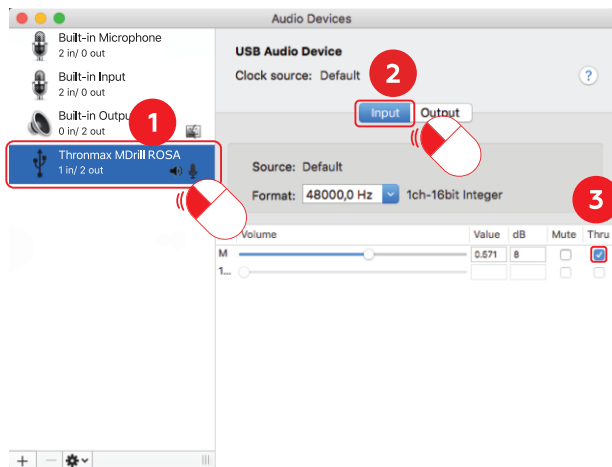 Audio Devices
Built-in Microphone
2 in/ 0 out
Built-in Input
2 in/ 0 out
Built-in Outpu
0 in/ 2 out
1
Thronmax MDrill ROSA
1 in/ 2 out
USB Audio Device
Clock source: Default
2
?
Input Output
Source: Default
Format: 48000,0 Hz 1ch-16bit Integer
3
Volume Value dB Mute Thru
M 0.571 8
1...
+ −